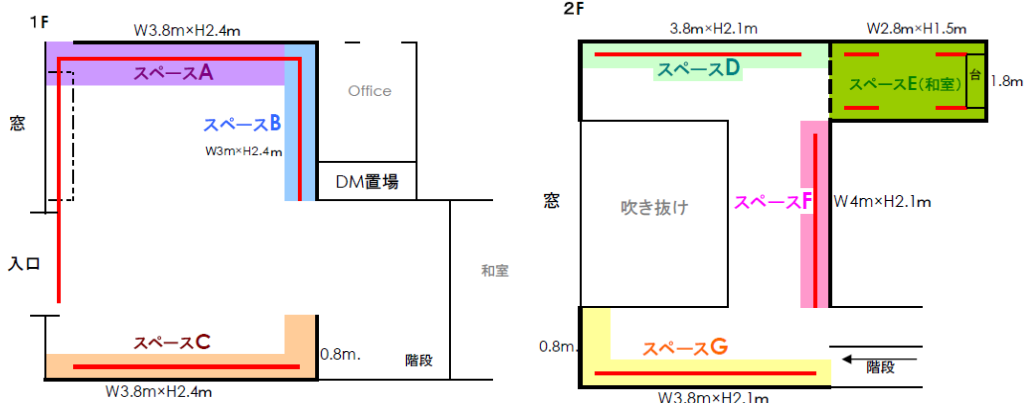 1F
W3.8m×H2.4m
スペースA
Office
窓
スペースB
W3m×H2.4m
DM置場
入口
和室
スペースC
0.8m.
階段
W3.8m×H2.4m
2F
3.8m×H2.1m
W2.8m×H1.5m
スペースD
スペースE(和室)
台
1.8m
窓
吹き抜け
スペースF
W4m×H2.1m
0.8m.
スペースG
階段
W3.8m×H2.1m